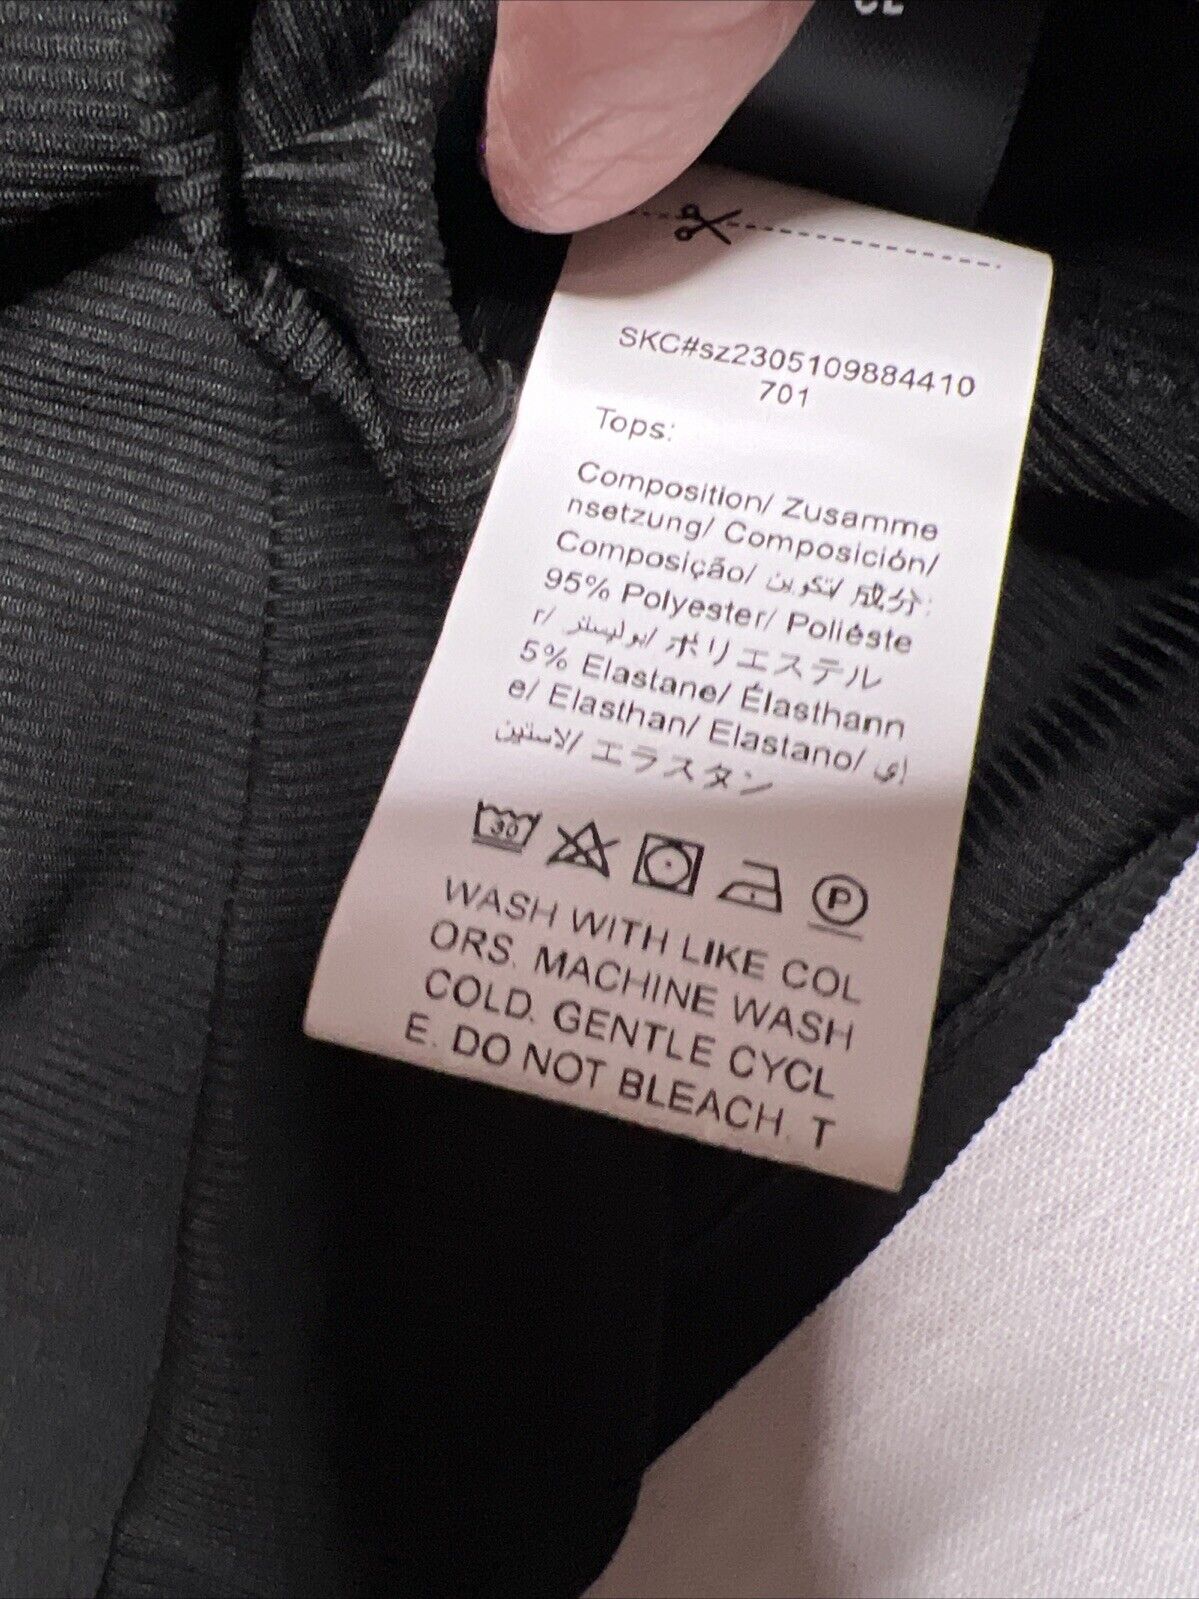 CL
SKC#sz2305109884410
701
Tops:
Composition/ Zusamme
nsetzung/ Composición/
Composição/ تكوين/ 成分:
95% Polyester/ Poliéste
r/ بوليستر/ ポリエステル
5% Elastane/ Élasthann
e/ Elasthan/ Elastano/ إي
لاستين/ エラスタン
30
P
WASH WITH LIKE COL
ORS. MACHINE WASH
COLD. GENTLE CYCL
E. DO NOT BLEACH. T